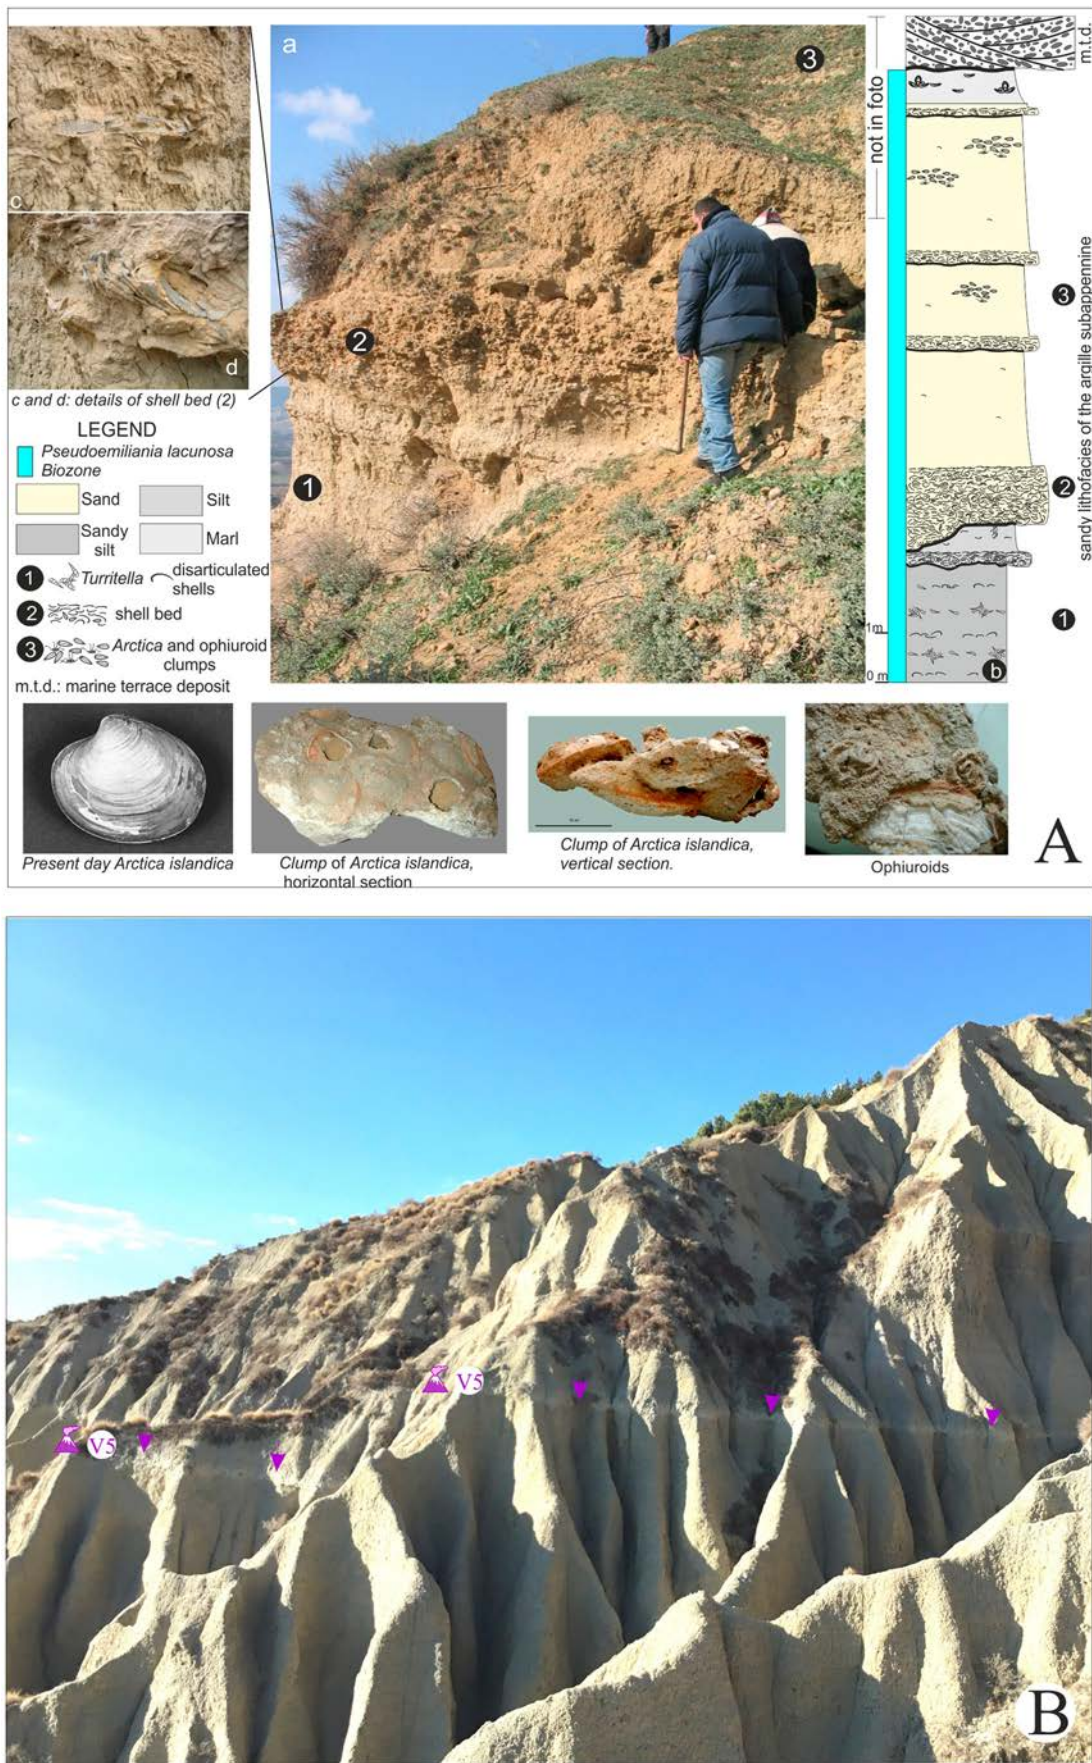 a
3
2
1
c
d
c and d: details of shell bed (2)
LEGEND
Pseudoemiliania lacunosa
Biozone
Sand
Silt
Sandy
silt
Marl
1 Turritella disarticulated
shells
2 shell bed
3 Arctica and ophiuroid
clumps
m.t.d.: marine terrace deposit
not in foto
m.t.d.
sandy lithofacies of the argille subappennine
3
2
1
1m
0 m
b
Present day Arctica islandica
Clump of Arctica islandica,
horizontal section
Clump of Arctica islandica,
vertical section.
Ophiuroids
A
V5
V5
B